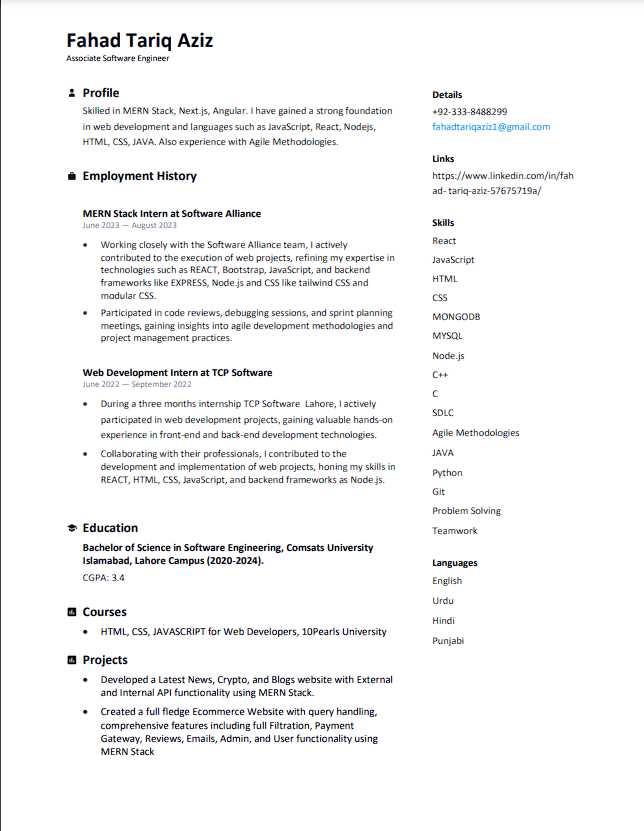 Fahad Tariq Aziz
Associate Software Engineer
Profile
Skilled in MERN Stack, Next.js, Angular. I have gained a strong foundation
in web development and languages such as JavaScript, React, Nodejs,
HTML, CSS, JAVA. Also experience with Agile Methodologies.
Employment History
MERN Stack Intern at Software Alliance
June 2023 — August 2023
• Working closely with the Software Alliance team, I actively
contributed to the execution of web projects, refining my expertise in
technologies such as REACT, Bootstrap, JavaScript, and backend
frameworks like EXPRESS, Node.js and CSS like tailwind CSS and
modular CSS.
• Participated in code reviews, debugging sessions, and sprint planning
meetings, gaining insights into agile development methodologies and
project management practices.
Web Development Intern at TCP Software
June 2022 — September 2022
• During a three months internship TCP Software Lahore, I actively
participated in web development projects, gaining valuable hands-on
experience in front-end and back-end development technologies.
• Collaborating with their professionals, I contributed to the
development and implementation of web projects, honing my skills in
REACT, HTML, CSS, JavaScript, and backend frameworks as Node.js.
Education
Bachelor of Science in Software Engineering, Comsats University
Islamabad, Lahore Campus (2020-2024).
CGPA: 3.4
Courses
• HTML, CSS, JAVASCRIPT for Web Developers, 10Pearls University
Projects
• Developed a Latest News, Crypto, and Blogs website with External
and Internal API functionality using MERN Stack.
• Created a full fledge Ecommerce Website with query handling,
comprehensive features including full Filtration, Payment
Gateway, Reviews, Emails, Admin, and User functionality using
MERN Stack
Details
+92-333-8488299
fahadtariqaziz1@gmail.com
Links
https://www.linkedin.com/in/fah
ad- tariq-aziz-57675719a/
Skills
React
JavaScript
HTML
CSS
MONGODB
MYSQL
Node.js
C++
C
SDLC
Agile Methodologies
JAVA
Python
Git
Problem Solving
Teamwork
Languages
English
Urdu
Hindi
Punjabi